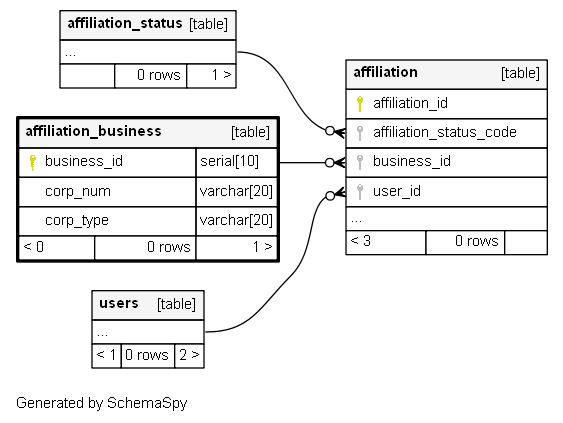 affiliation_status [table]
...
0 rows 1 >
affiliation [table]
affiliation_id
affiliation_status_code
business_id
user_id
...
< 3 0 rows
affiliation_business [table]
business_id serial[10]
corp_num varchar[20]
corp_type varchar[20]
< 0 0 rows 1 >
users [table]
...
< 1 0 rows 2 >
Generated by SchemaSpy